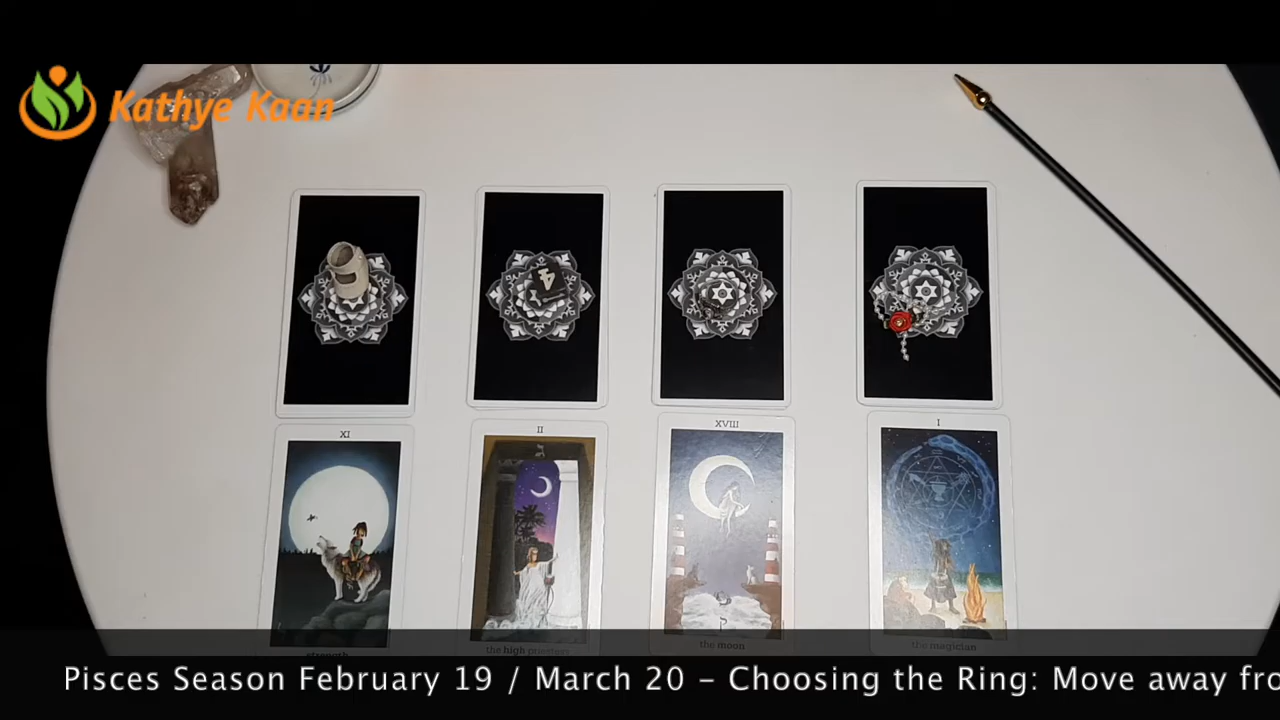 Kathye Kaan
XI
II
XVIII
I
strength
the high priestess
the moon
the magician
Pisces Season February 19 / March 20 – Choosing the Ring: Move away fro